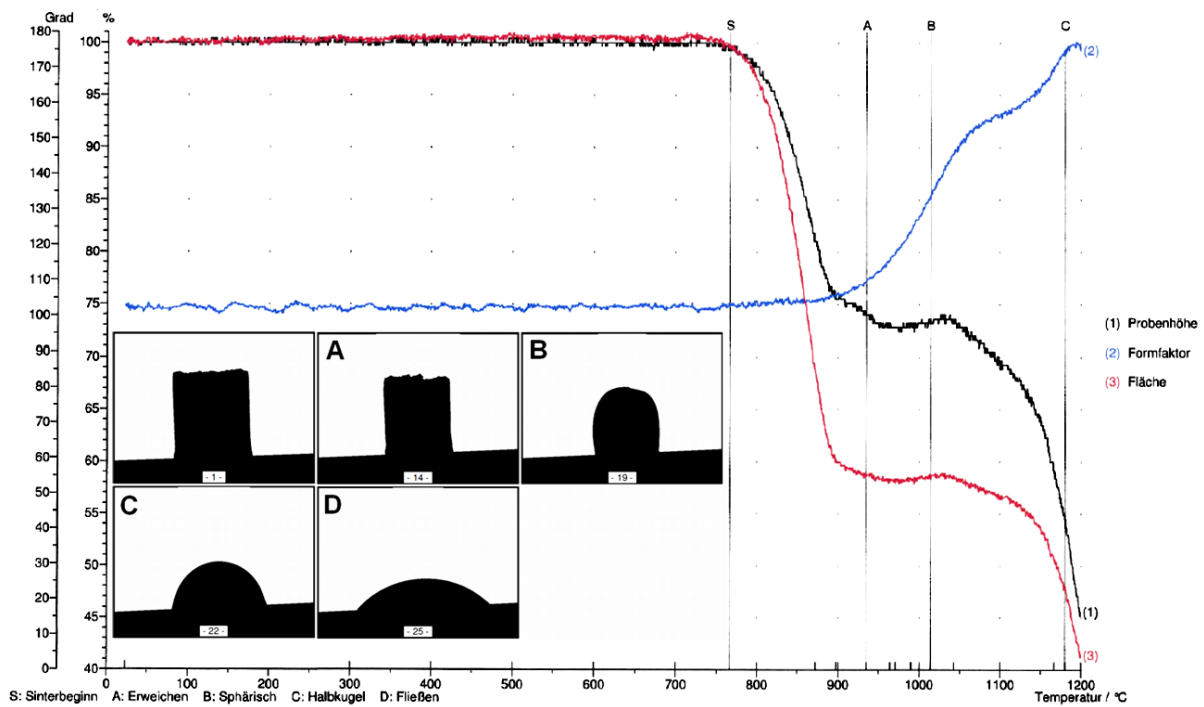 Grad
%
S
A
B
C
180
170
160
150
140
130
120
110
100
90
80
70
60
50
40
30
20
10
0
100
95
90
85
80
75
70
65
60
55
50
45
40
(2)
(1) Probenhöhe
(2) Formfaktor
(3) Fläche
- 1 -
A
- 14 -
B
- 19 -
C
- 22 -
D
- 25 -
(1)
(3)
0 100 200 300 400 500 600 700 800 900 1000 1100 1200
Temperatur / °C
S: Sinterbeginn A: Erweichen B: Sphärisch C: Halbkugel D: Fließen